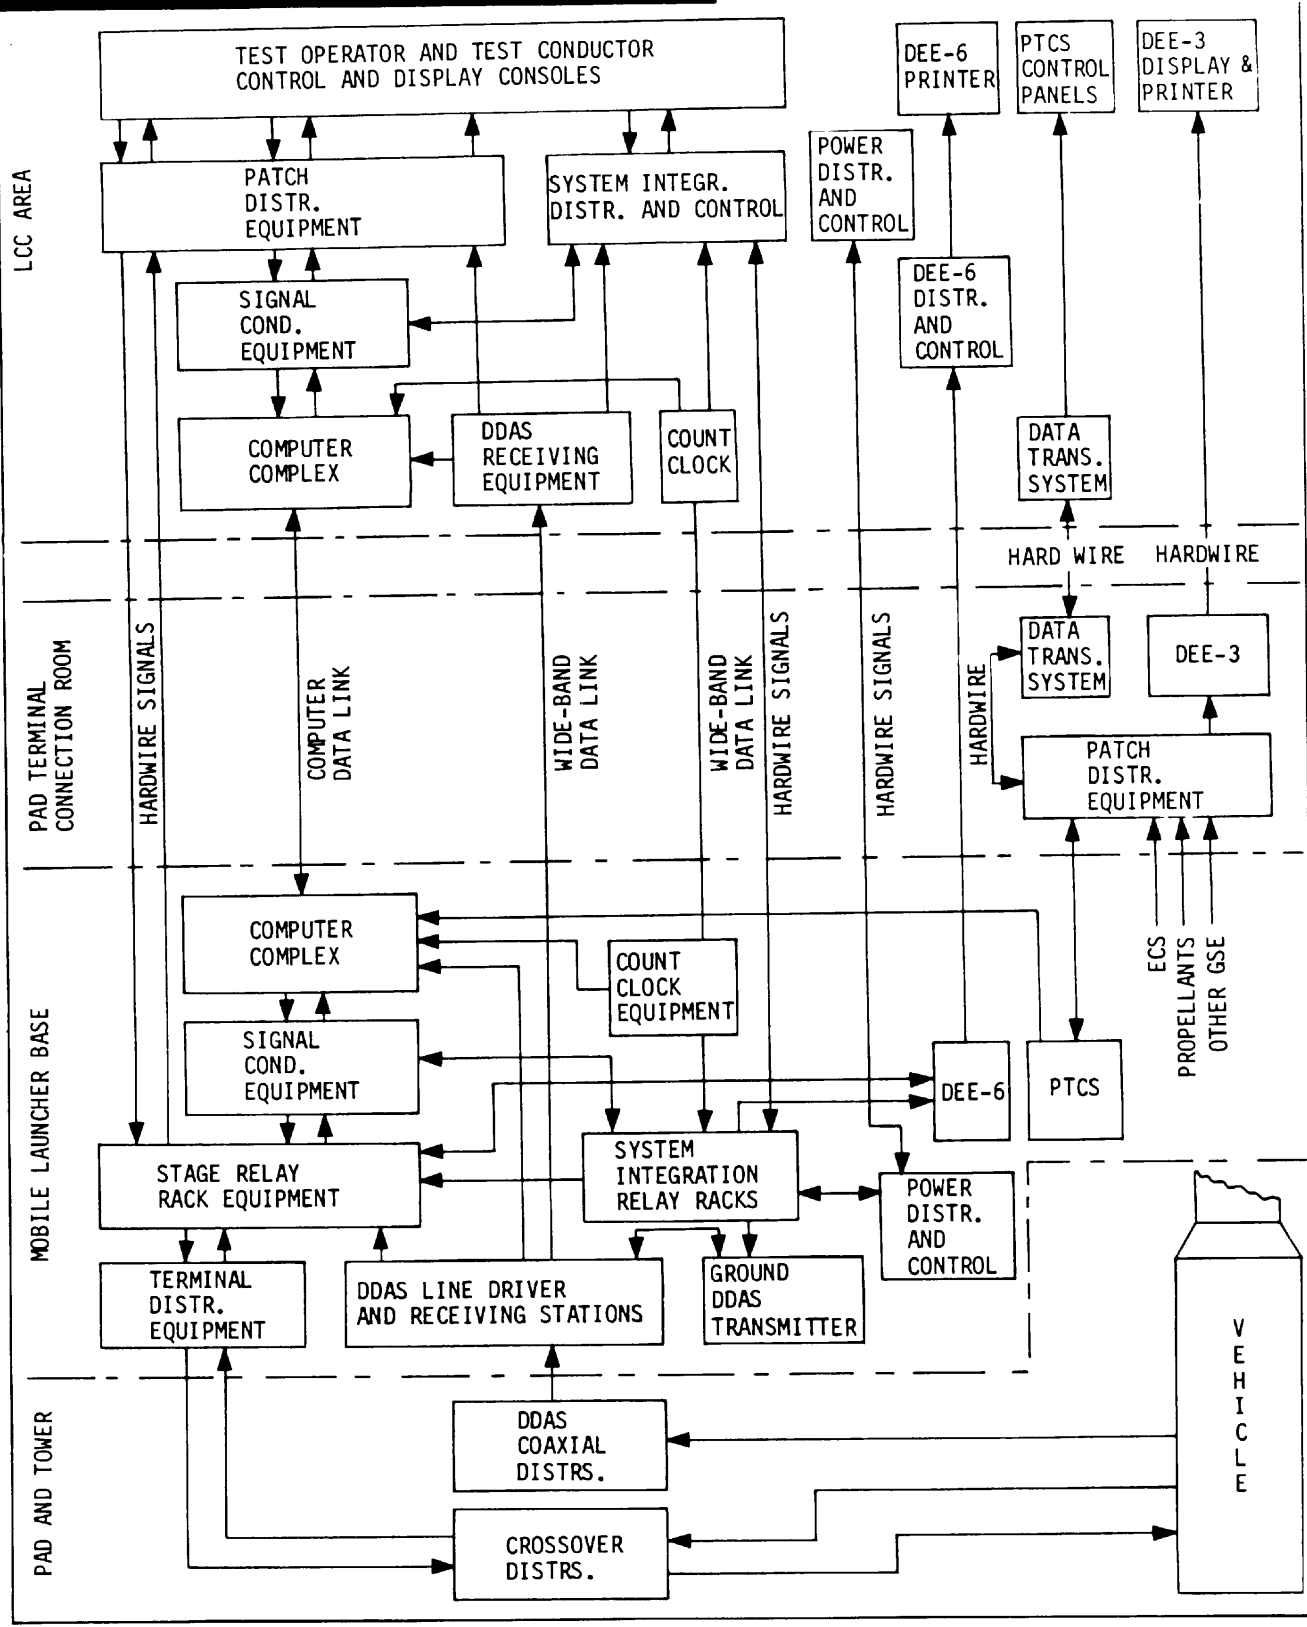 TEST OPERATOR AND TEST CONDUCTOR
CONTROL AND DISPLAY CONSOLES
DEE-6
PRINTER
PTCS
CONTROL
PANELS
DEE-3
DISPLAY &
PRINTER
LCC AREA
PATCH
DISTR.
EQUIPMENT
SYSTEM INTEGR.
DISTR. AND CONTROL
POWER
DISTR.
AND
CONTROL
SIGNAL
COND.
EQUIPMENT
DEE-6
DISTR.
AND
CONTROL
COMPUTER
COMPLEX
DDAS
RECEIVING
EQUIPMENT
COUNT
CLOCK
DATA
TRANS.
SYSTEM
HARD WIRE
HARDWIRE
PAD TERMINAL
CONNECTION ROOM
HARDWIRE SIGNALS
COMPUTER
DATA LINK
WIDE-BAND
DATA LINK
WIDE-BAND
DATA LINK
HARDWIRE SIGNALS
HARDWIRE SIGNALS
HARDWIRE
DATA
TRANS.
SYSTEM
DEE-3
PATCH
DISTR.
EQUIPMENT
ECS
PROPELLANTS
OTHER GSE
MOBILE LAUNCHER BASE
COMPUTER
COMPLEX
COUNT
CLOCK
EQUIPMENT
SIGNAL
COND.
EQUIPMENT
DEE-6
PTCS
STAGE RELAY
RACK EQUIPMENT
SYSTEM
INTEGRATION
RELAY RACKS
POWER
DISTR.
AND
CONTROL
TERMINAL
DISTR.
EQUIPMENT
DDAS LINE DRIVER
AND RECEIVING STATIONS
GROUND
DDAS
TRANSMITTER
VEHICLE
PAD AND TOWER
DDAS
COAXIAL
DISTRS.
CROSSOVER
DISTRS.